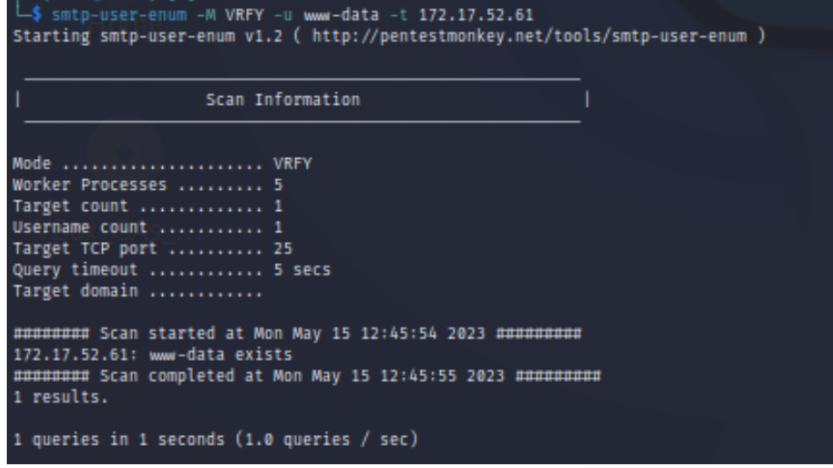 └─$ smtp-user-enum -M VRFY -u www-data -t 172.17.52.61
Starting smtp-user-enum v1.2 ( http://pentestmonkey.net/tools/smtp-user-enum )
| Scan Information |
Mode ..................... VRFY
Worker Processes ......... 5
Target count ............. 1
Username count ........... 1
Target TCP port .......... 25
Query timeout ............ 5 secs
Target domain ............
######## Scan started at Mon May 15 12:45:54 2023 #########
172.17.52.61: www-data exists
######## Scan completed at Mon May 15 12:45:55 2023 #########
1 results.
1 queries in 1 seconds (1.0 queries / sec)